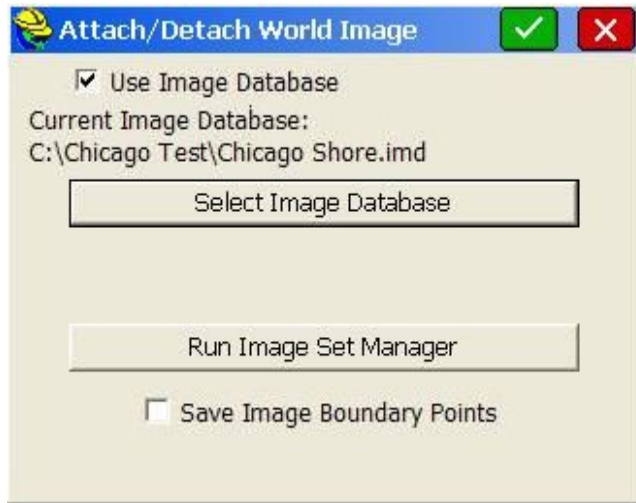 Attach/Detach World Image
Use Image Database
Current Image Database:
C:\Chicago Test\Chicago Shore.imd
Select Image Database
Run Image Set Manager
Save Image Boundary Points